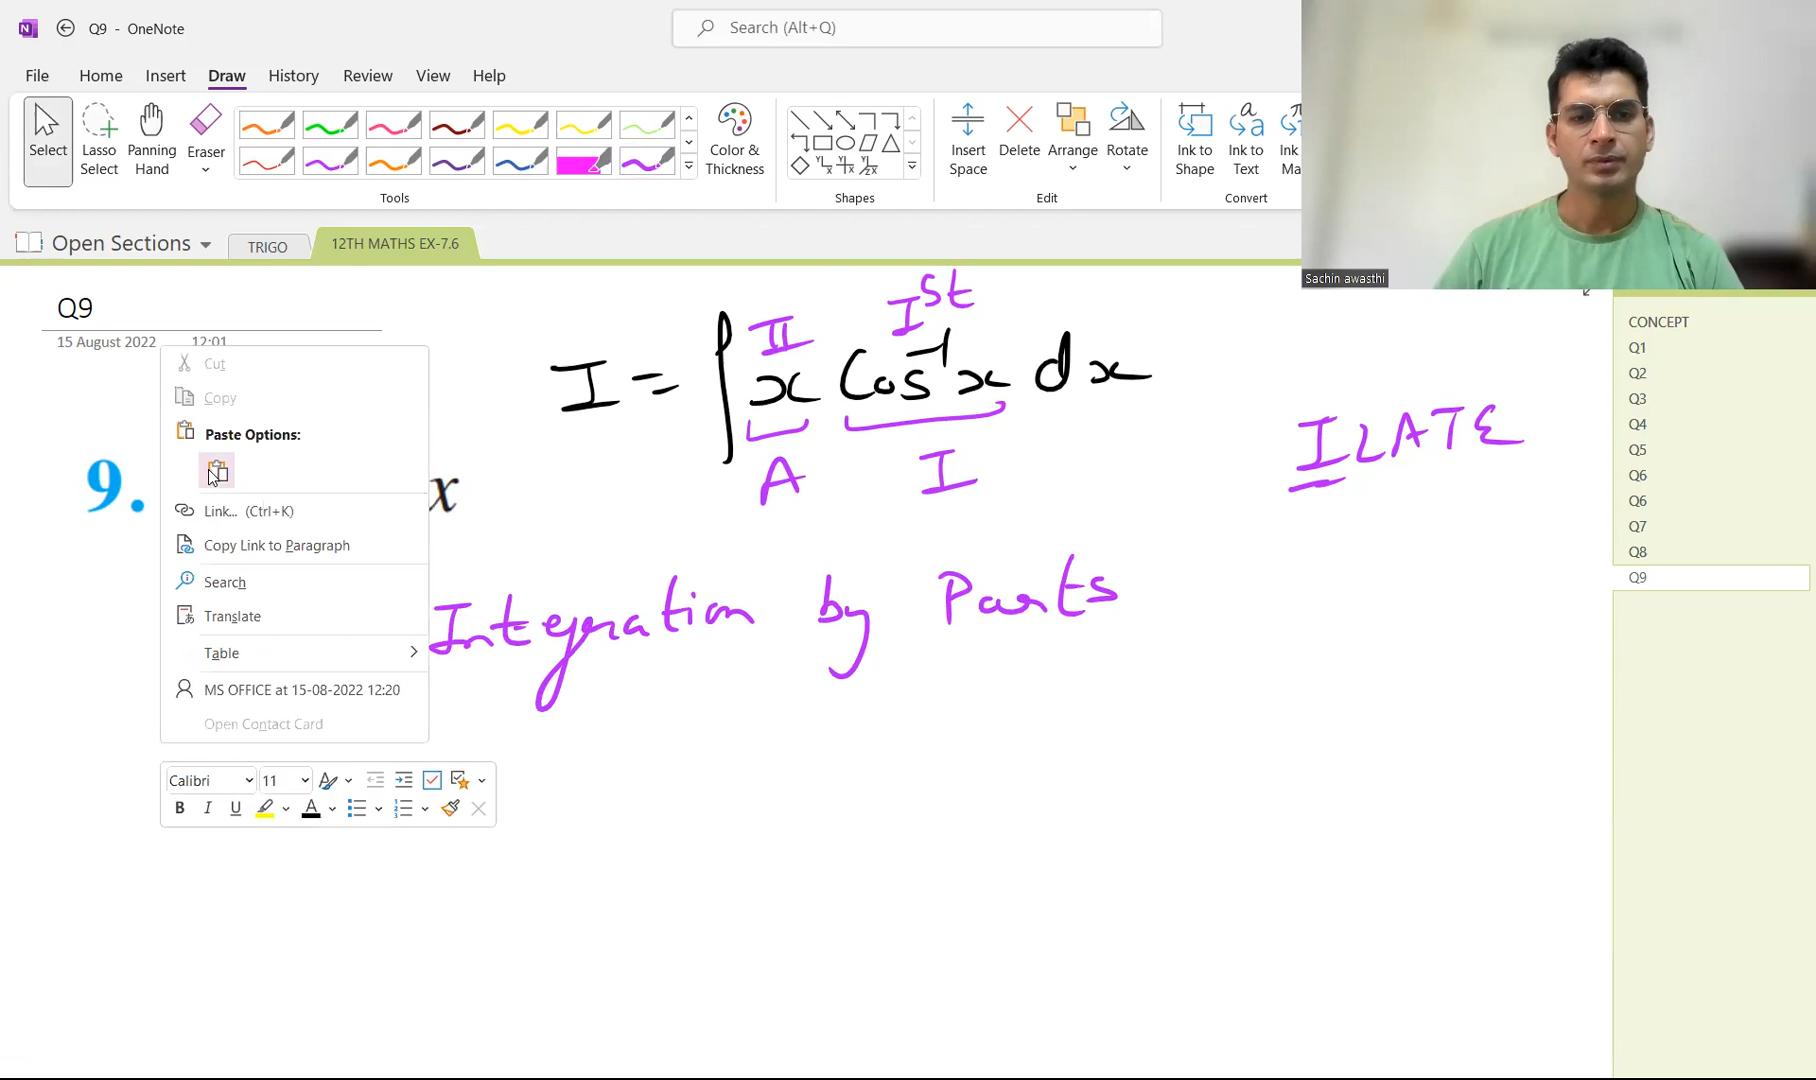 Q9 - OneNote
Search (Alt+Q)
File Home Insert Draw History Review View Help
Select
Lasso Select
Panning Hand
Eraser
Color & Thickness
Insert Space
Delete
Arrange
Rotate
Ink to Shape
Ink to Text
Ink Ma
Tools
Shapes
Edit
Convert
Sachin awasthi
Open Sections
TRIGO
12TH MATHS EX-7.6
Q9
15 August 2022 12:01
II Ist
I = ∫ x Cos⁻¹x dx
A I
ILATE
9. x
Integration by Parts
Cut
Copy
Paste Options:
Link... (Ctrl+K)
Copy Link to Paragraph
Search
Translate
Table
MS OFFICE at 15-08-2022 12:20
Open Contact Card
Calibri 11
B I U A
CONCEPT
Q1
Q2
Q3
Q4
Q5
Q6
Q6
Q7
Q8
Q9